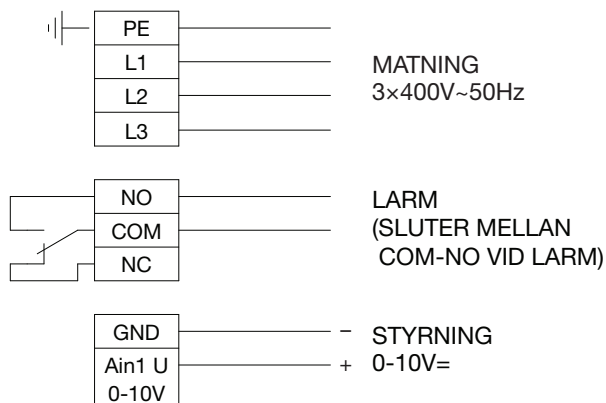 PE
L1
L2
L3
MATNING
3×400V~50Hz
NO
COM
NC
LARM
(SLUTER MELLAN
COM-NO VID LARM)
GND
Ain1 U
0-10V
−
+
STYRNING
0-10V=